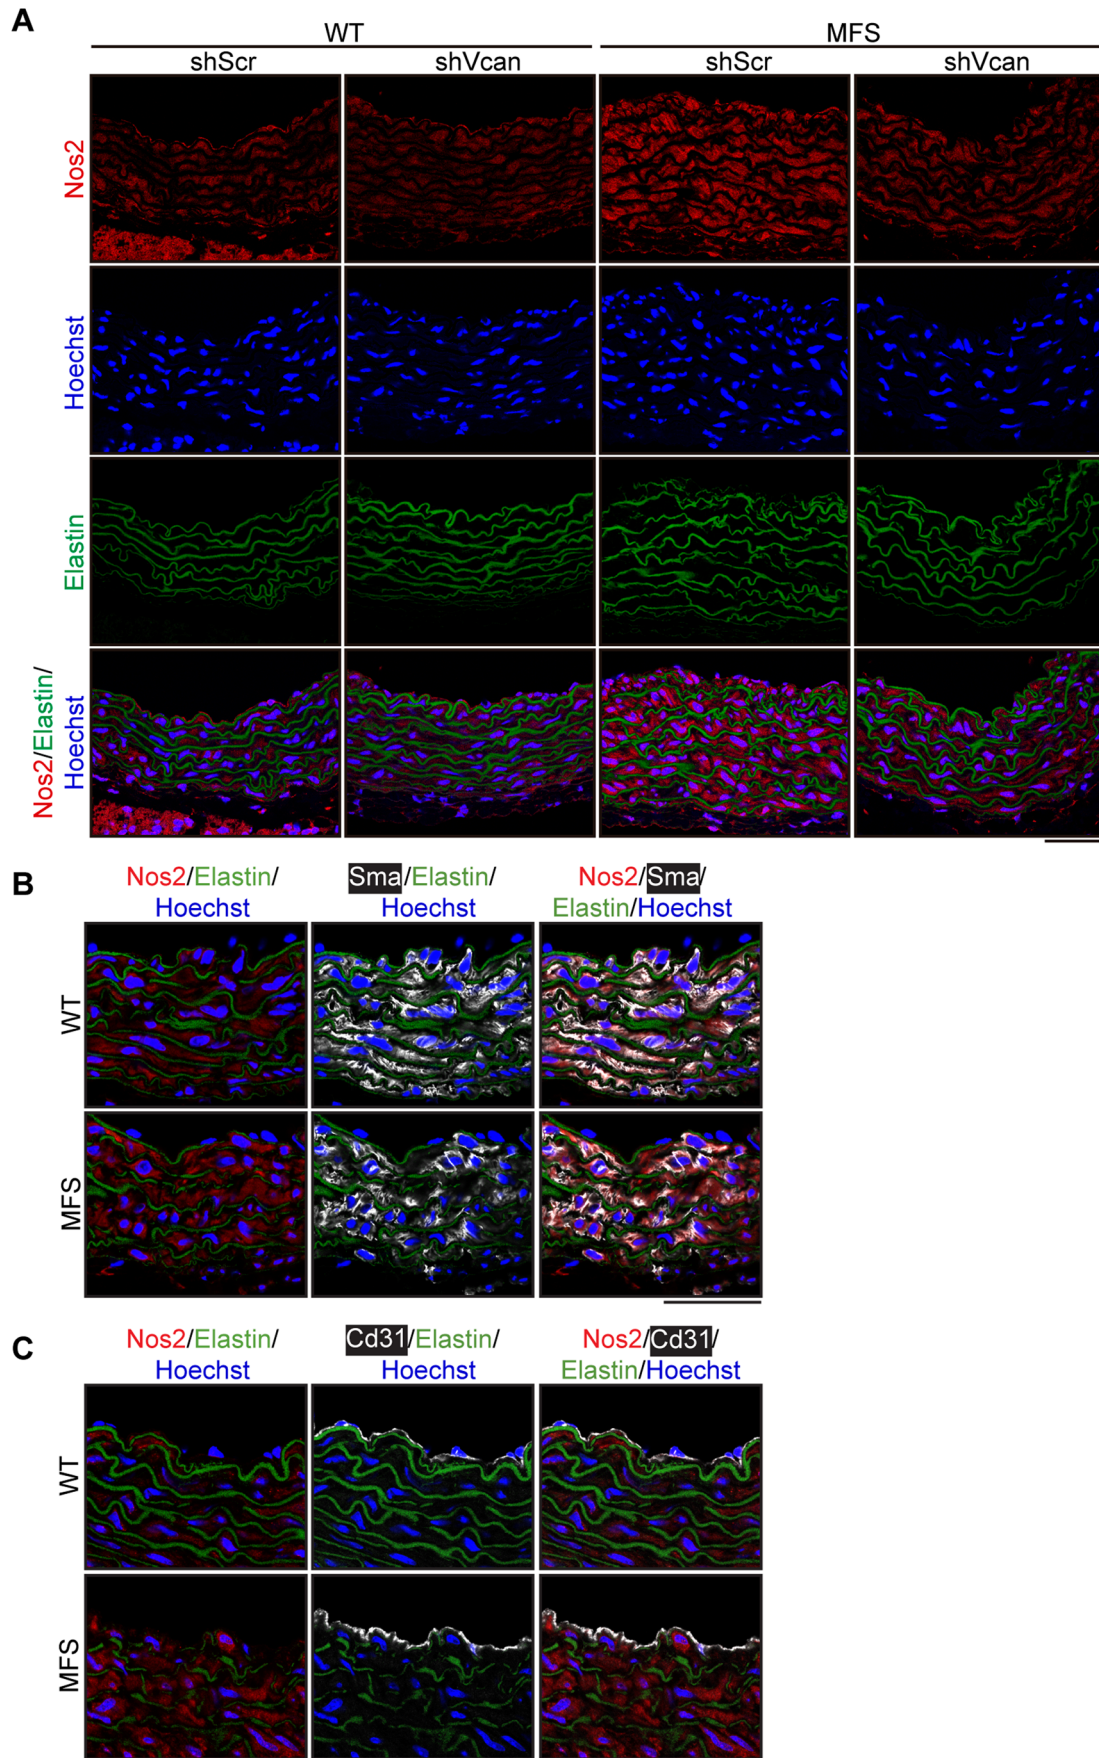 A
WT MFS
shScr shVcan shScr shVcan
Nos2
Hoechst
Elastin
Nos2/Elastin/
Hoechst
B
Nos2/Elastin/
Hoechst
Sma/Elastin/
Hoechst
Nos2/Sma/
Elastin/Hoechst
WT
MFS
C
Nos2/Elastin/
Hoechst
Cd31/Elastin/
Hoechst
Nos2/Cd31/
Elastin/Hoechst
WT
MFS